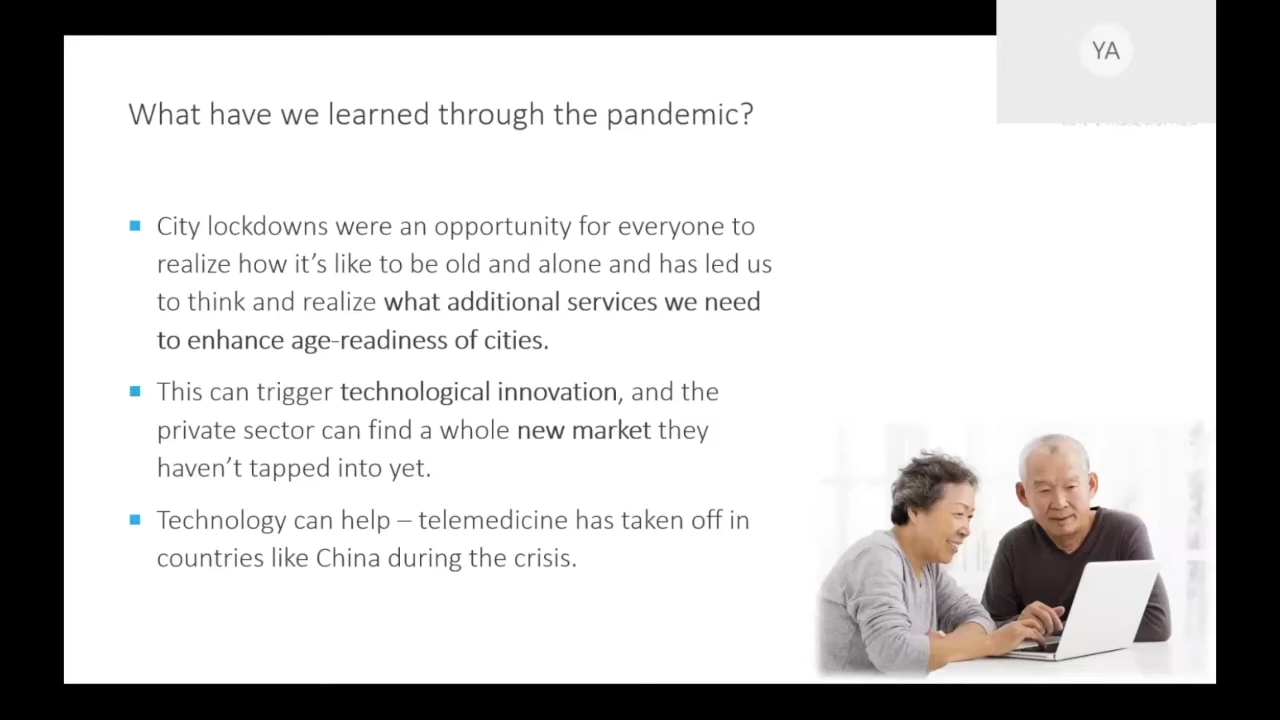 YA
What have we learned through the pandemic?
City lockdowns were an opportunity for everyone to
realize how it’s like to be old and alone and has led us
to think and realize what additional services we need
to enhance age-readiness of cities.
This can trigger technological innovation, and the
private sector can find a whole new market they
haven’t tapped into yet.
Technology can help – telemedicine has taken off in
countries like China during the crisis.